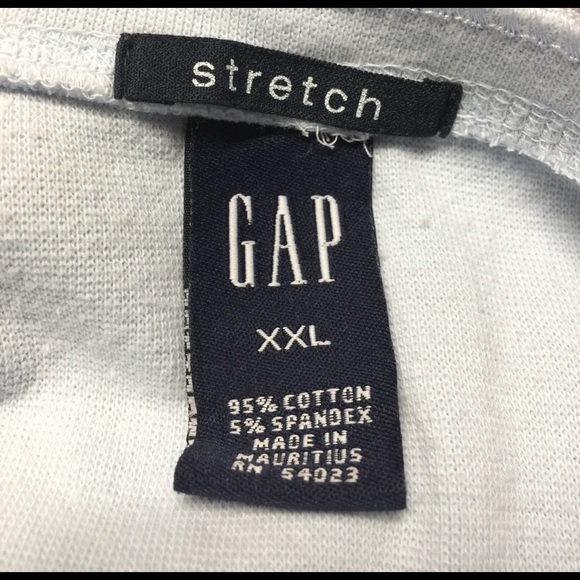 stretch
GAP
XXL
95% COTTON
5% SPANDEX
MADE IN
MAURITIUS
RN 54023